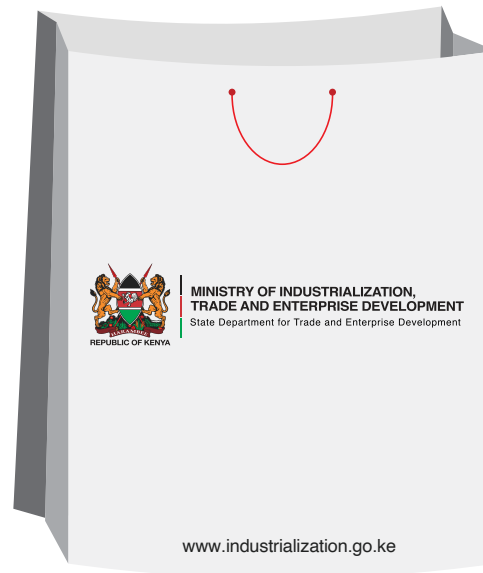 HARAMBEE
REPUBLIC OF KENYA
MINISTRY OF INDUSTRIALIZATION,
TRADE AND ENTERPRISE DEVELOPMENT
State Department for Trade and Enterprise Development
www.industrialization.go.ke